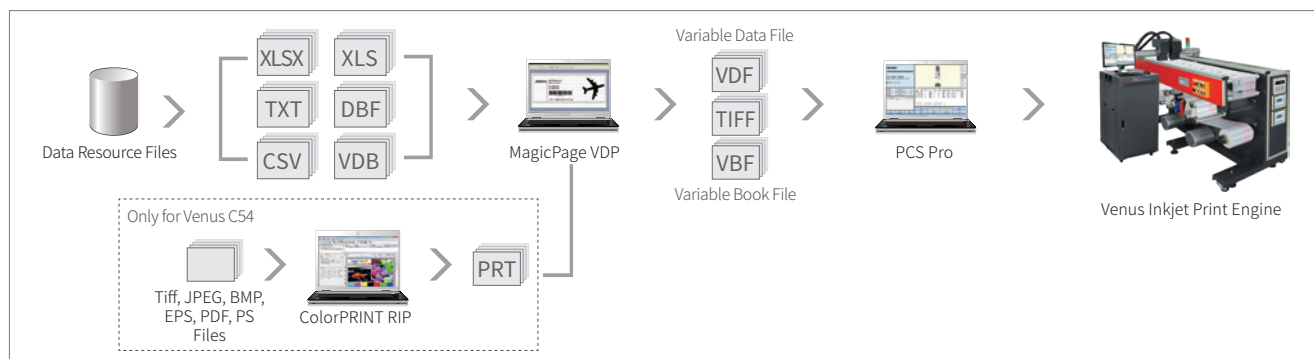 Variable Data File
XLSX
XLS
VDF
TXT
DBF
TIFF
Data Resource Files
CSV
VDB
MagicPage VDP
VBF
PCS Pro
Variable Book File
Venus Inkjet Print Engine
Only for Venus C54
PRT
Tiff, JPEG, BMP,
EPS, PDF, PS
Files
ColorPRINT RIP